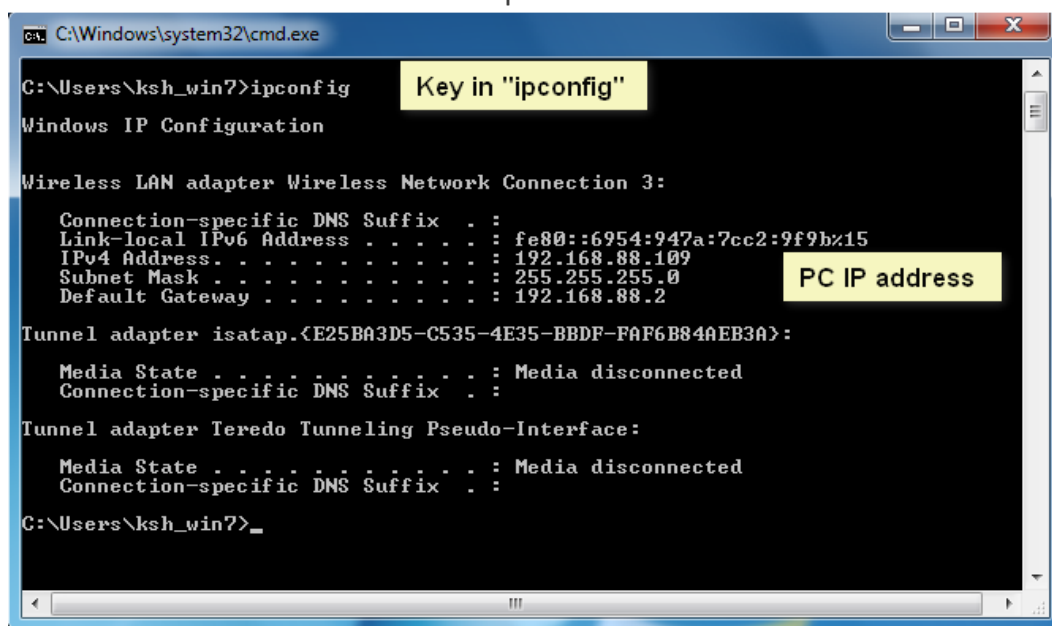 C:\Windows\system32\cmd.exe
C:\Users\ksh_win7>ipconfig
Key in "ipconfig"
Windows IP Configuration
Wireless LAN adapter Wireless Network Connection 3:
Connection-specific DNS Suffix . :
Link-local IPv6 Address . . . . . : fe80::6954:947a:7cc2:9f9b%15
IPv4 Address. . . . . . . . . . . : 192.168.88.109
Subnet Mask . . . . . . . . . . . : 255.255.255.0
PC IP address
Default Gateway . . . . . . . . . : 192.168.88.2
Tunnel adapter isatap.{E25BA3D5-C535-4E35-BBDF-FAF6B84AEB3A}:
Media State . . . . . . . . . . . : Media disconnected
Connection-specific DNS Suffix . :
Tunnel adapter Teredo Tunneling Pseudo-Interface:
Media State . . . . . . . . . . . : Media disconnected
Connection-specific DNS Suffix . :
C:\Users\ksh_win7>_